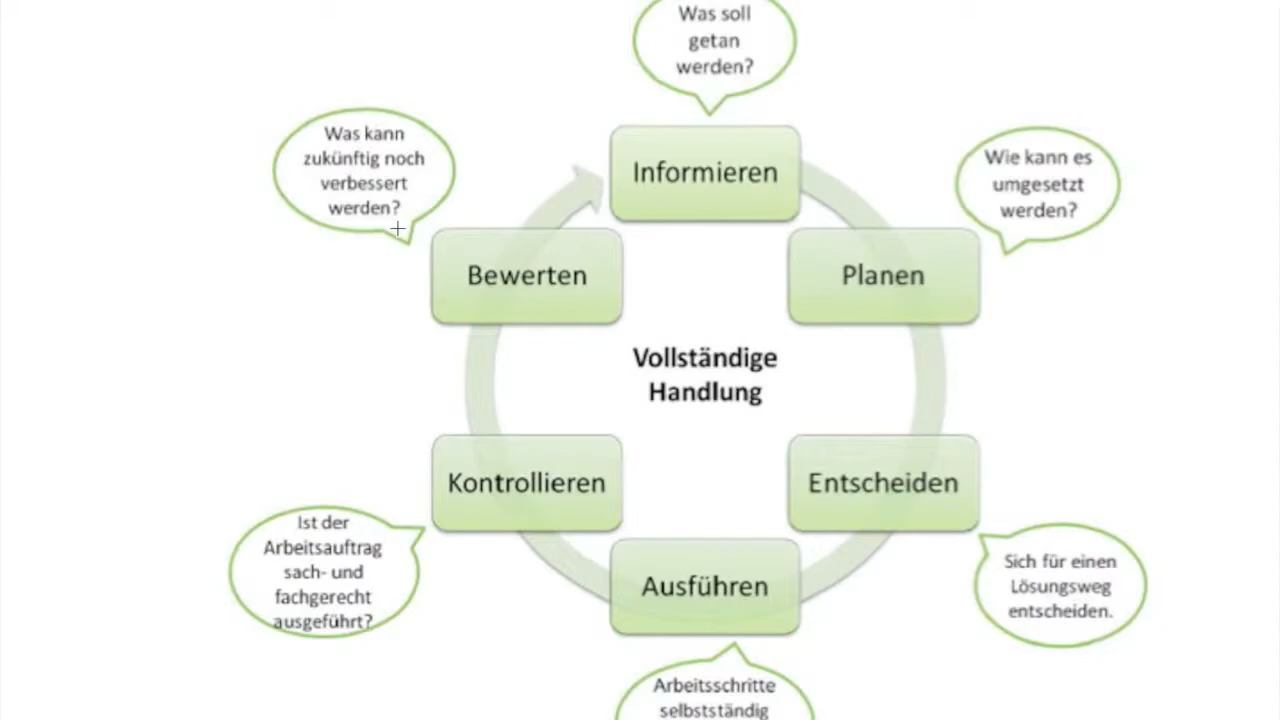 Was soll
getan
werden?
Informieren
Wie kann es
umgesetzt
werden?
Planen
Entscheiden
Sich für einen
Lösungsweg
entscheiden.
Ausführen
Arbeitsschritte
selbstständig
Kontrollieren
Ist der
Arbeitsauftrag
sach- und
fachgerecht
ausgeführt?
Bewerten
Was kann
zukünftig noch
verbessert
werden?
Vollständige
Handlung